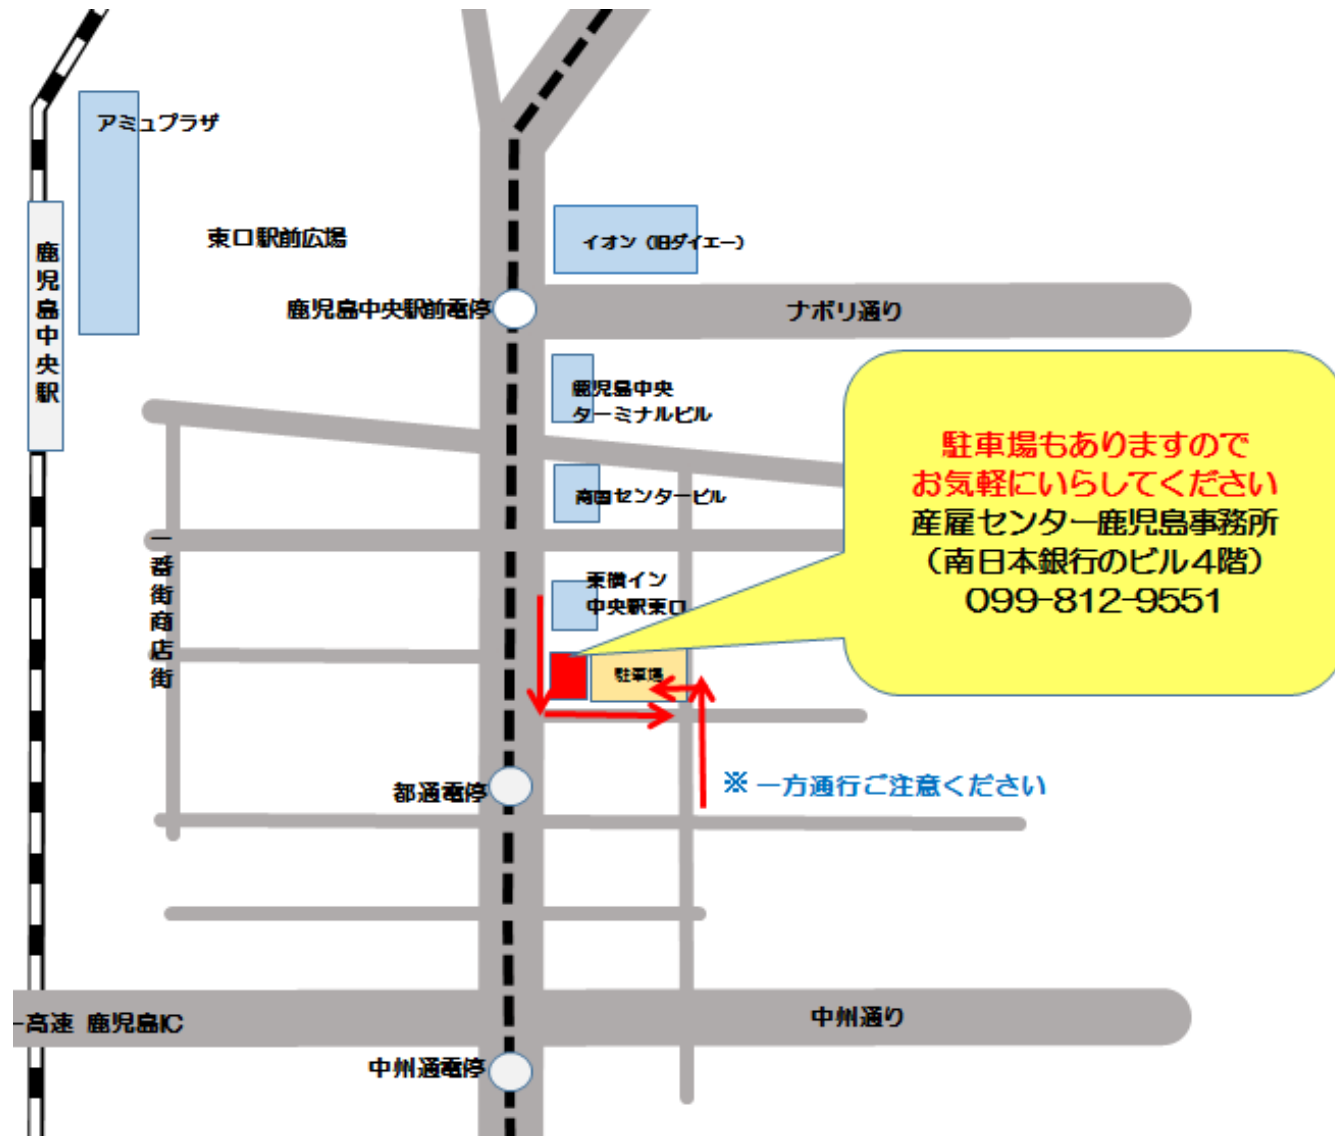 アミュプラザ
東口駅前広場
イオン（旧ダイエー）
鹿児島中央駅
鹿児島中央駅前電停
ナポリ通り
鹿児島中央
ターミナルビル
駐車場もありますので
お気軽にいらしてください
産雇センター鹿児島事務所
（南日本銀行のビル４階）
099-812-9551
南国センタービル
一番街商店街
東横イン
中央駅東口
駐車場
都通電停
※ 一方通行ご注意ください
←高速 鹿児島IC
中州通り
中州通電停